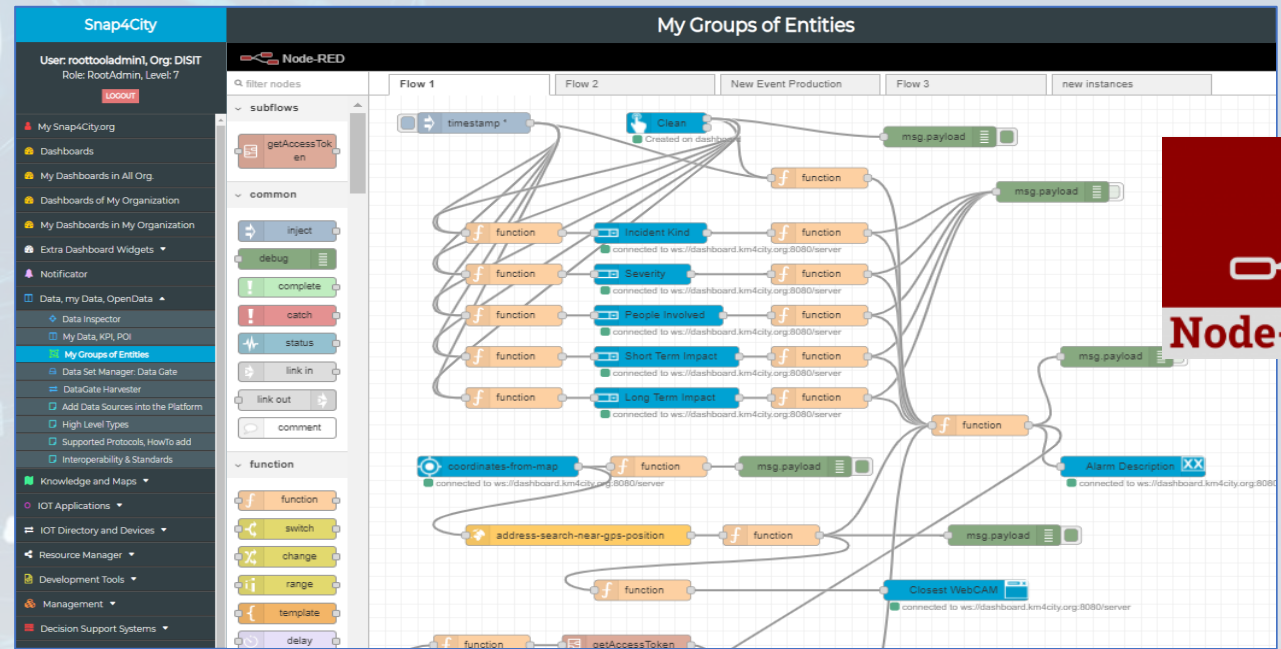 Snap4City
My Groups of Entities
User: roottooladmin1, Org: DISIT
Role: RootAdmin, Level: 7
LOGOUT
My Snap4City.org
Dashboards
My Dashboards in All Org.
Dashboards of My Organization
My Dashboards in My Organization
Extra Dashboard Widgets
Notificator
Data, my Data, OpenData
Data Inspector
My Data, KPI, POI
My Groups of Entities
Data Set Manager: Data Gate
DataGate Harvester
Add Data Sources into the Platform
High Level Types
Supported Protocols, HowTo add
Interoperability & Standards
Knowledge and Maps
IOT Applications
IOT Directory and Devices
Resource Manager
Development Tools
Management
Decision Support Systems
Node-RED
filter nodes
subflows
getAccessTok
en
common
inject
debug
complete
catch
status
link in
link out
comment
function
function
switch
change
range
template
delay
Flow 1
Flow 2
New Event Production
Flow 3
new instances
timestamp *
Clean
Created on dashboard
msg.payload
function
msg.payload
function
Incident Kind
function
connected to ws://dashboard.km4city.org:8080/server
function
Severity
function
connected to ws://dashboard.km4city.org:8080/server
function
People Involved
function
connected to ws://dashboard.km4city.org:8080/server
function
Short Term Impact
function
connected to ws://dashboard.km4city.org:8080/server
msg.payload
function
Long Term Impact
function
connected to ws://dashboard.km4city.org:8080/server
function
coordinates-from-map
function
msg.payload
Alarm Description
XX
connected to ws://dashboard.km4city.org:8080/server
connected to ws://dashboard.km4city.org:8080
address-search-near-gps-position
function
msg.payload
function
Closest WebCAM
connected to ws://dashboard.km4city.org:8080/server
function
getAccessToken
Node-